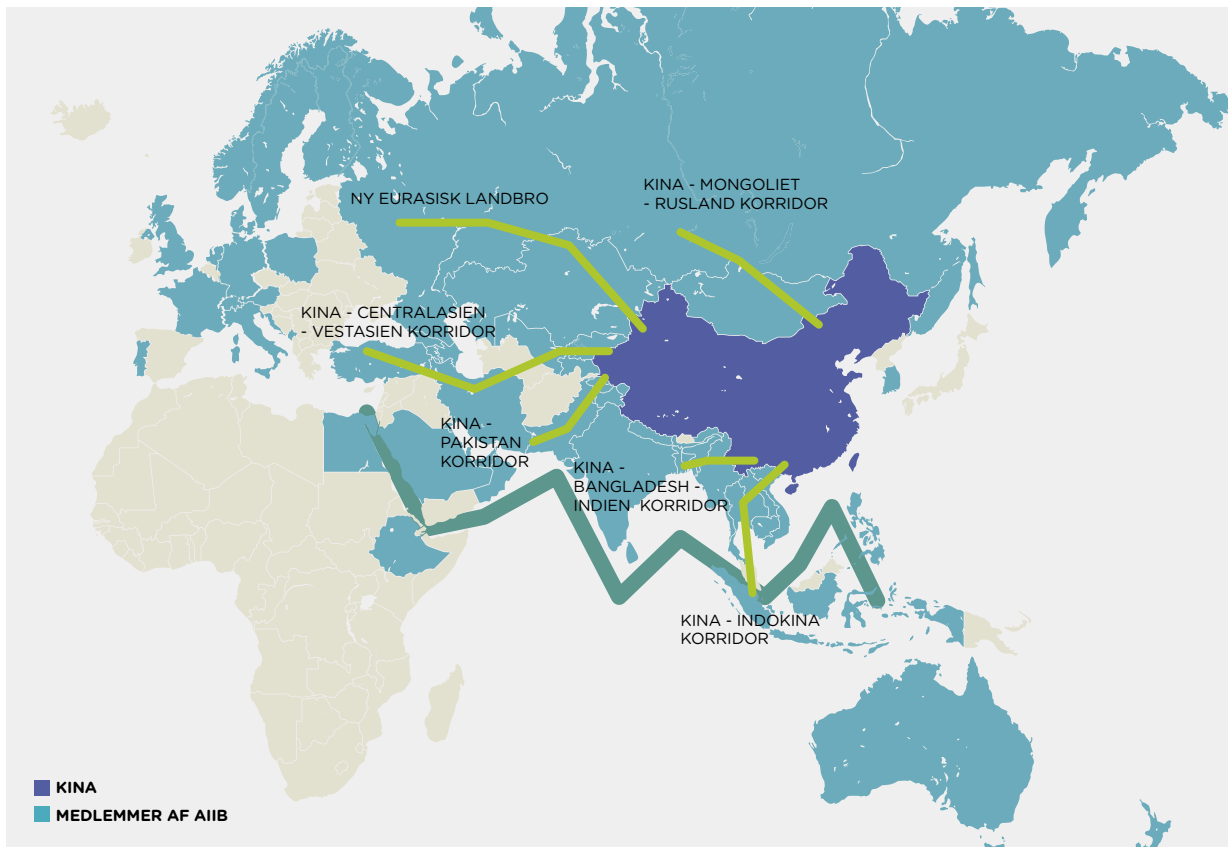 NY EURASISK LANDBRO
KINA - MONGOLIET
- RUSLAND KORRIDOR
KINA - CENTRALASIEN
- VESTASIEN KORRIDOR
KINA -
PAKISTAN
KORRIDOR
KINA -
BANGLADESH -
INDIEN KORRIDOR
KINA - INDOKINA
KORRIDOR
KINA
MEDLEMMER AF AIIB